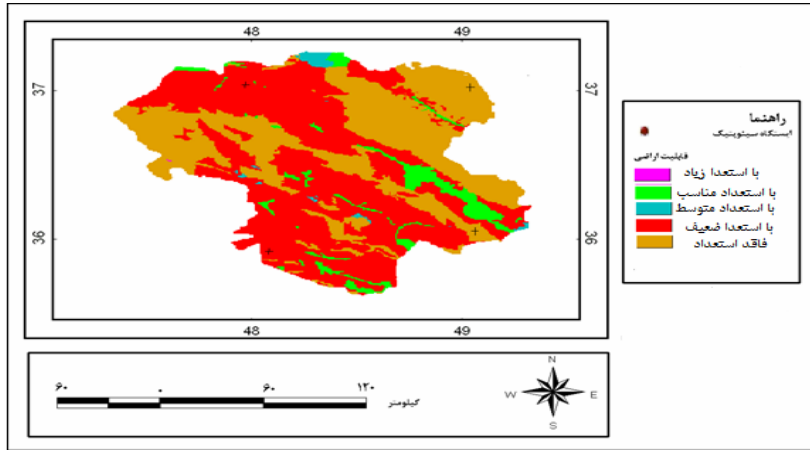 48 49
37 37
36 36
48 49
راهنما
ایستگاه سینوپتیک
قابلیت اراضی
با استعدا زیاد
با استعداد مناسب
با استعداد متوسط
با استعدا ضعیف
فاقد استعداد
۶۰ ۰ ۶۰ ۱۲۰
کیلومتر
N
W E
S